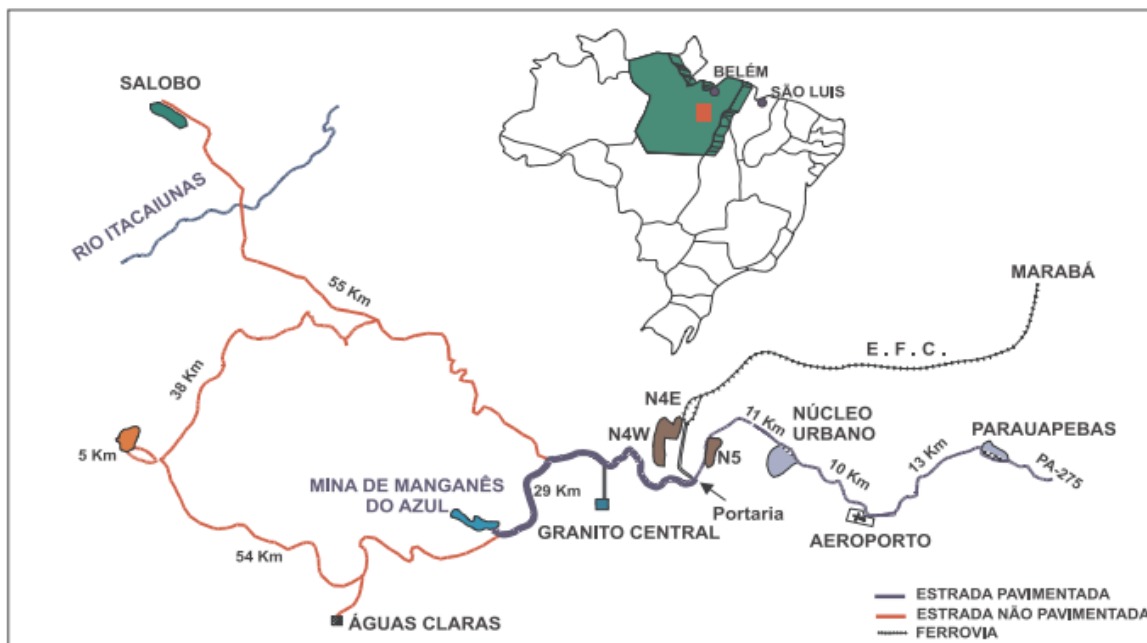 SALOBO
BELÉM
SÃO LUIS
RIO ITACAIUNAS
55 Km
MARABÁ
E.F.C.
38 Km
N4E
N4W
11 Km
NÚCLEO
URBANO
PARAUAPEBAS
5 Km
N5
13 Km
PA-275
MINA DE MANGANÊS
DO AZUL
29 Km
10 Km
Portaria
GRANITO CENTRAL
AEROPORTO
54 Km
ÁGUAS CLARAS
ESTRADA PAVIMENTADA
ESTRADA NÃO PAVIMENTADA
FERROVIA